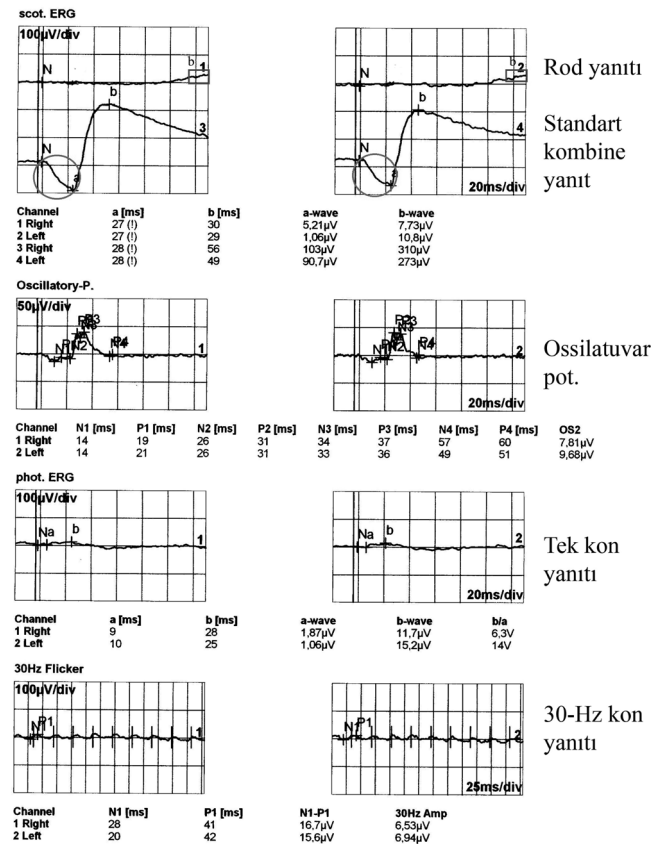 scot. ERG
100µV/div
N
b
1
N
b
a
3
N
b
2
N
b
a
4
20ms/div
Rod yanıtı
Standart
kombine
yanıt
Channel a [ms] b [ms] a-wave b-wave
1 Right 27 (!) 30 5,21µV 7,73µV
2 Left 27 (!) 29 1,06µV 10,8µV
3 Right 28 (!) 56 103µV 310µV
4 Left 28 (!) 49 90,7µV 273µV
Oscillatory-P.
50µV/div
1
2
20ms/div
Ossilatuvar
pot.
Channel N1 [ms] P1 [ms] N2 [ms] P2 [ms] N3 [ms] P3 [ms] N4 [ms] P4 [ms] OS2
1 Right 14 19 26 31 34 37 57 60 7,81µV
2 Left 14 21 26 31 33 36 49 51 9,68µV
phot. ERG
100µV/div
Na b
1
Na b
2
20ms/div
Tek kon
yanıtı
Channel a [ms] b [ms] a-wave b-wave b/a
1 Right 9 28 1,87µV 11,7µV 6,3V
2 Left 10 25 1,06µV 15,2µV 14V
30Hz Flicker
100µV/div
N1 P1
1
N1 P1
2
25ms/div
30-Hz kon
yanıtı
Channel N1 [ms] P1 [ms] N1-P1 30Hz Amp
1 Right 28 41 16,7µV 6,53µV
2 Left 20 42 15,6µV 6,94µV